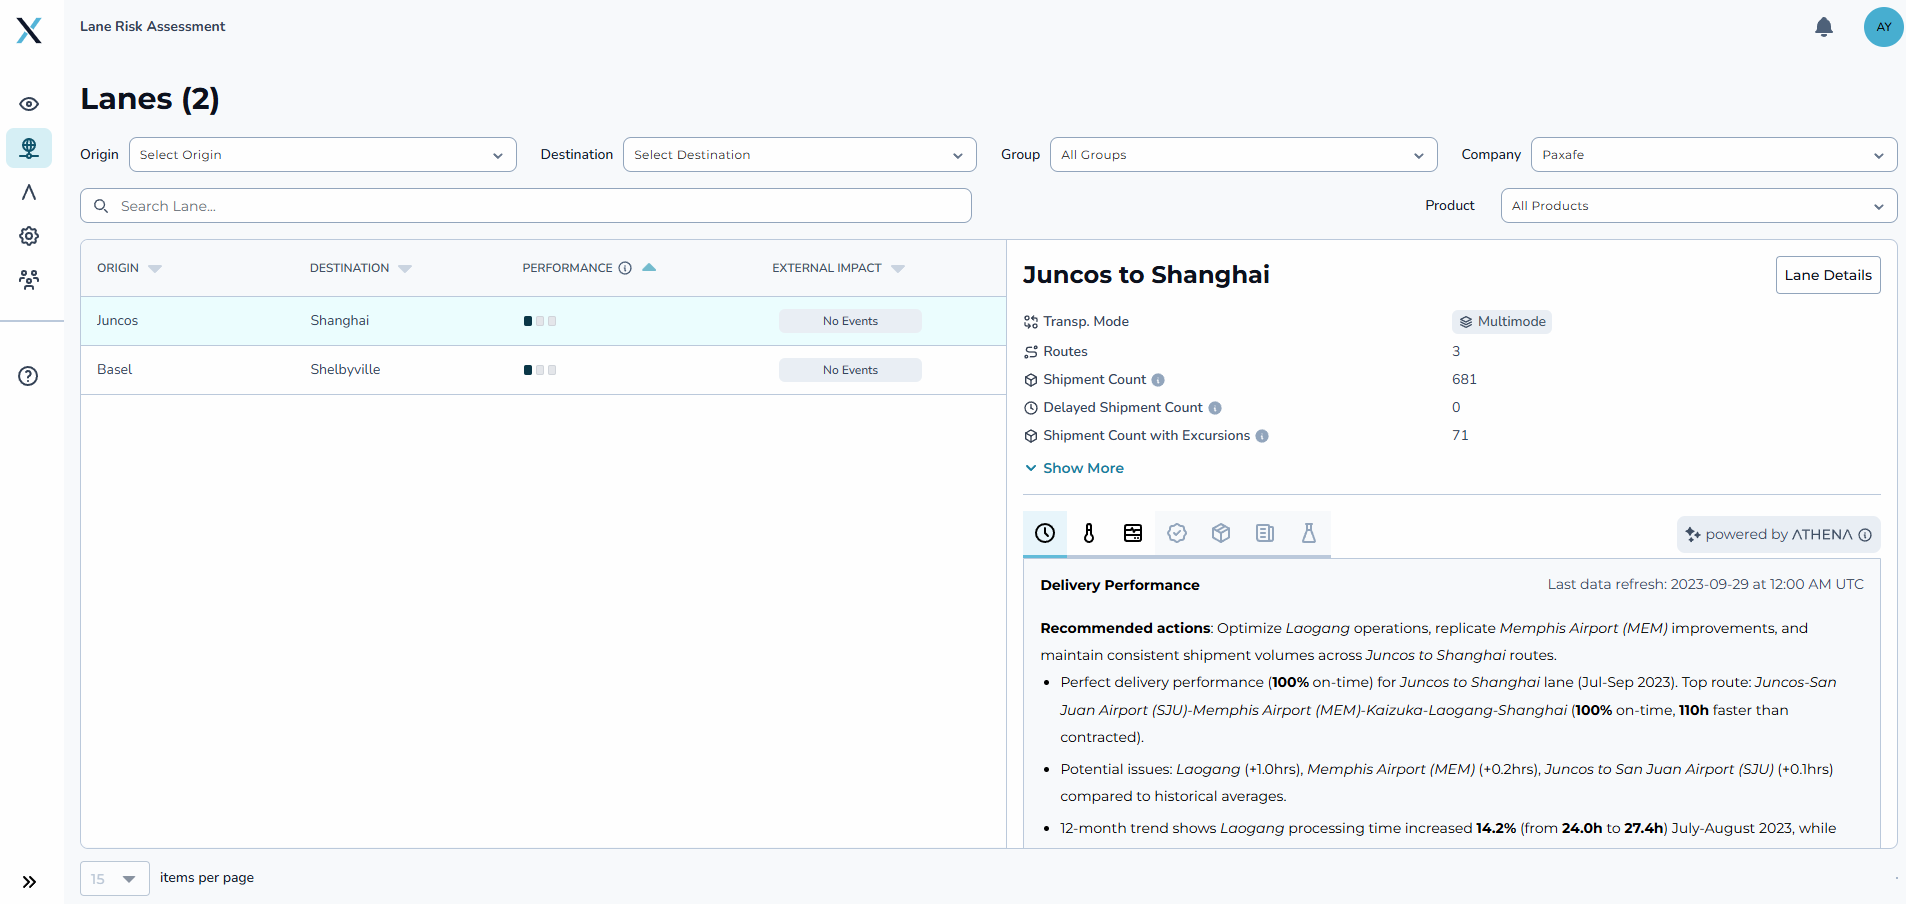 Lane Risk Assessment
AY
Lanes (2)
Origin
Select Origin
Destination
Select Destination
Group
All Groups
Company
Paxafe
Search Lane...
Product
All Products
ORIGIN
DESTINATION
PERFORMANCE
EXTERNAL IMPACT
Juncos
Shanghai
No Events
Basel
Shelbyville
No Events
Juncos to Shanghai
Lane Details
Transp. Mode
Multimode
Routes
3
Shipment Count
681
Delayed Shipment Count
0
Shipment Count with Excursions
71
Show More
powered by ΛTHENΛ
Delivery Performance
Last data refresh: 2023-09-29 at 12:00 AM UTC
Recommended actions: Optimize Laogang operations, replicate Memphis Airport (MEM) improvements, and
maintain consistent shipment volumes across Juncos to Shanghai routes.
• Perfect delivery performance (100% on-time) for Juncos to Shanghai lane (Jul-Sep 2023). Top route: Juncos-San
Juan Airport (SJU)-Memphis Airport (MEM)-Kaizuka-Laogang-Shanghai (100% on-time, 110h faster than
contracted).
• Potential issues: Laogang (+1.0hrs), Memphis Airport (MEM) (+0.2hrs), Juncos to San Juan Airport (SJU) (+0.1hrs)
compared to historical averages.
• 12-month trend shows Laogang processing time increased 14.2% (from 24.0h to 27.4h) July-August 2023, while
15
items per page